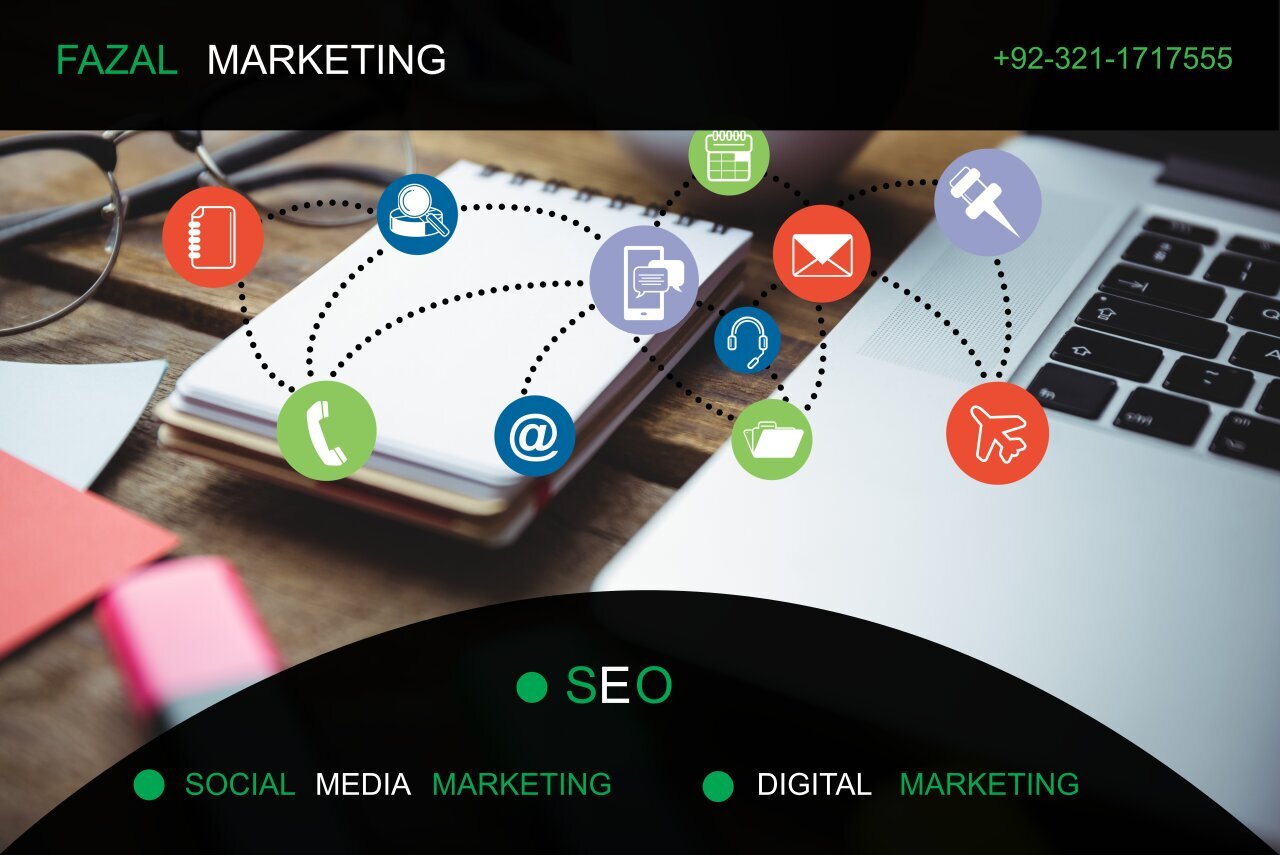 FAZAL MARKETING
+92-321-1717555
@
SEO
SOCIAL MEDIA MARKETING
DIGITAL MARKETING